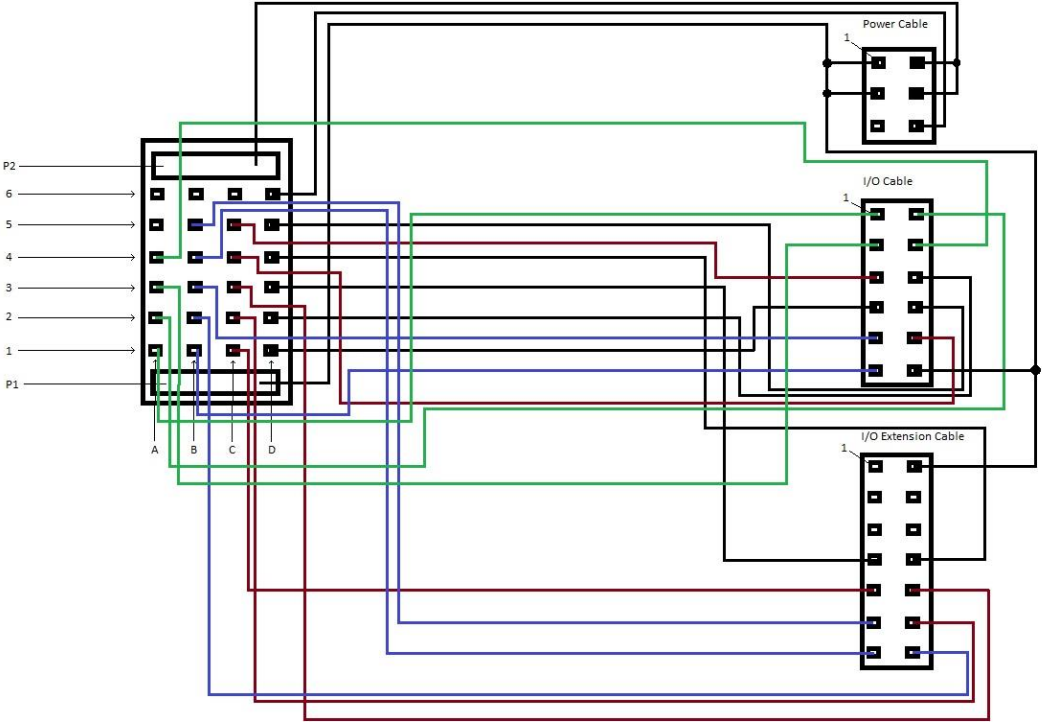 Power Cable
1
P2
6
I/O Cable
1
5
4
3
2
1
P1
I/O Extension Cable
1
A B C D